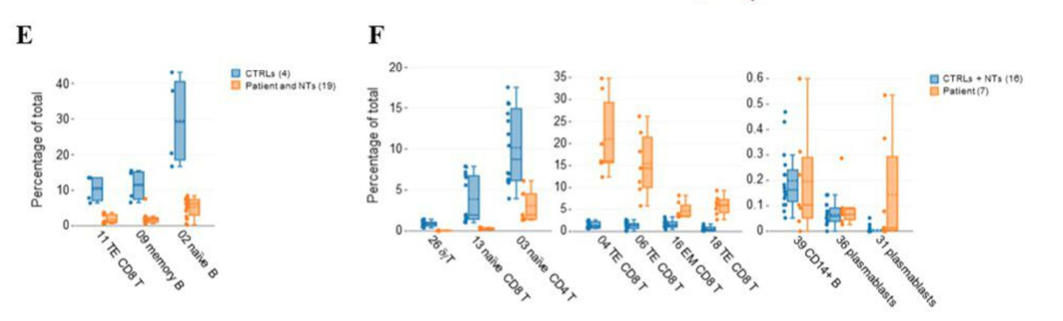 E
F
Percentage of total
40
30
20
10
0
11 TE CD8 T
09 memory B
02 naïve B
CTRLs (4)
Patient and NTs (19)
Percentage of total
20
15
10
5
0
26 δ/T
13 naïve CD8 T
03 naïve CD4 T
35
30
25
20
15
10
5
0
04 TE CD8 T
06 TE CD8 T
16 EM CD8 T
18 TE CD8 T
0.6
0.5
0.4
0.3
0.2
0.1
0
39 CD14+ B
36 plasmablasts
31 plasmablasts
CTRLs + NTs (16)
Patient (7)